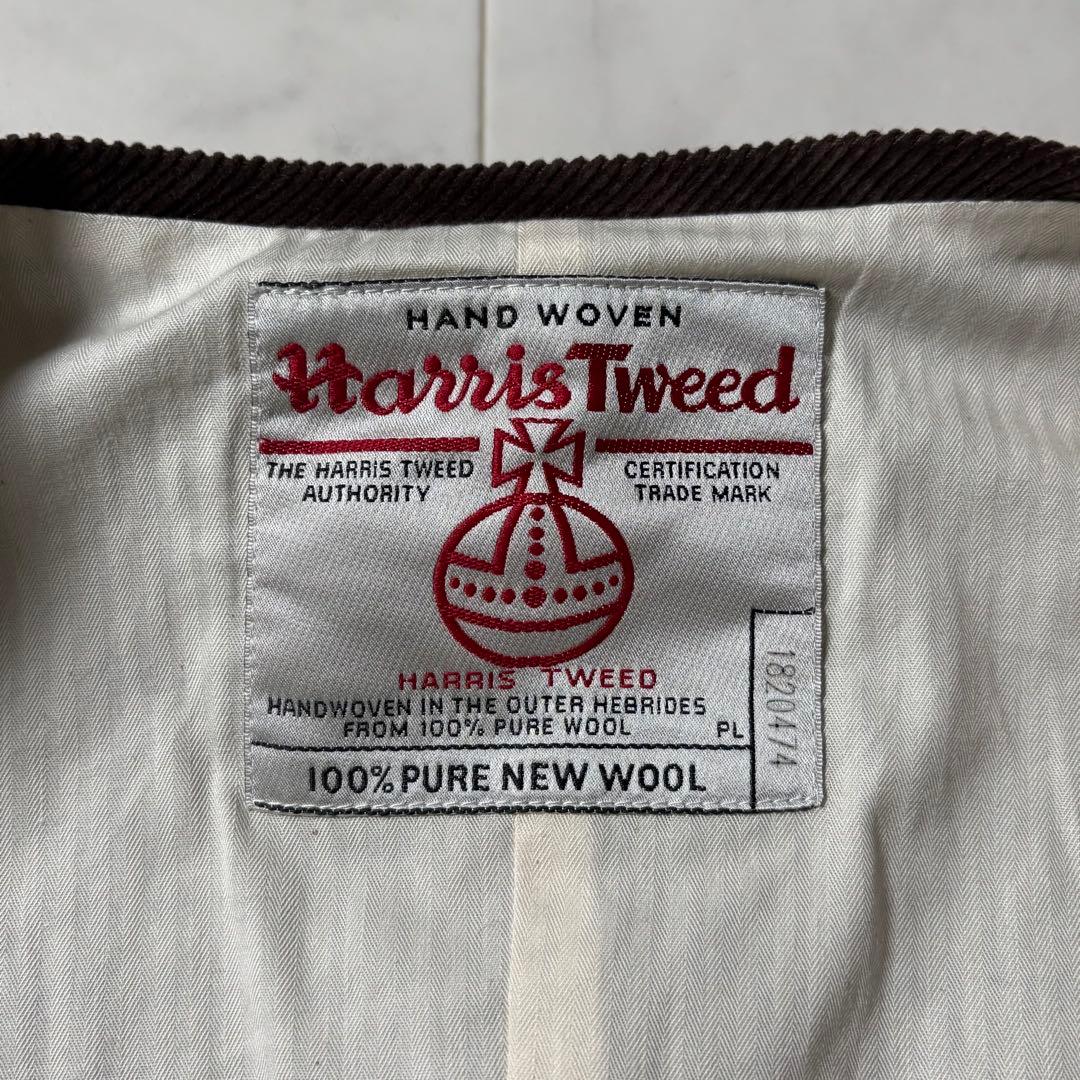 HAND WOVEN
Harris Tweed
THE HARRIS TWEED
AUTHORITY
CERTIFICATION
TRADE MARK
HARRIS TWEED
HANDWOVEN IN THE OUTER HEBRIDES
FROM 100% PURE WOOL
PL
100% PURE NEW WOOL
1820474